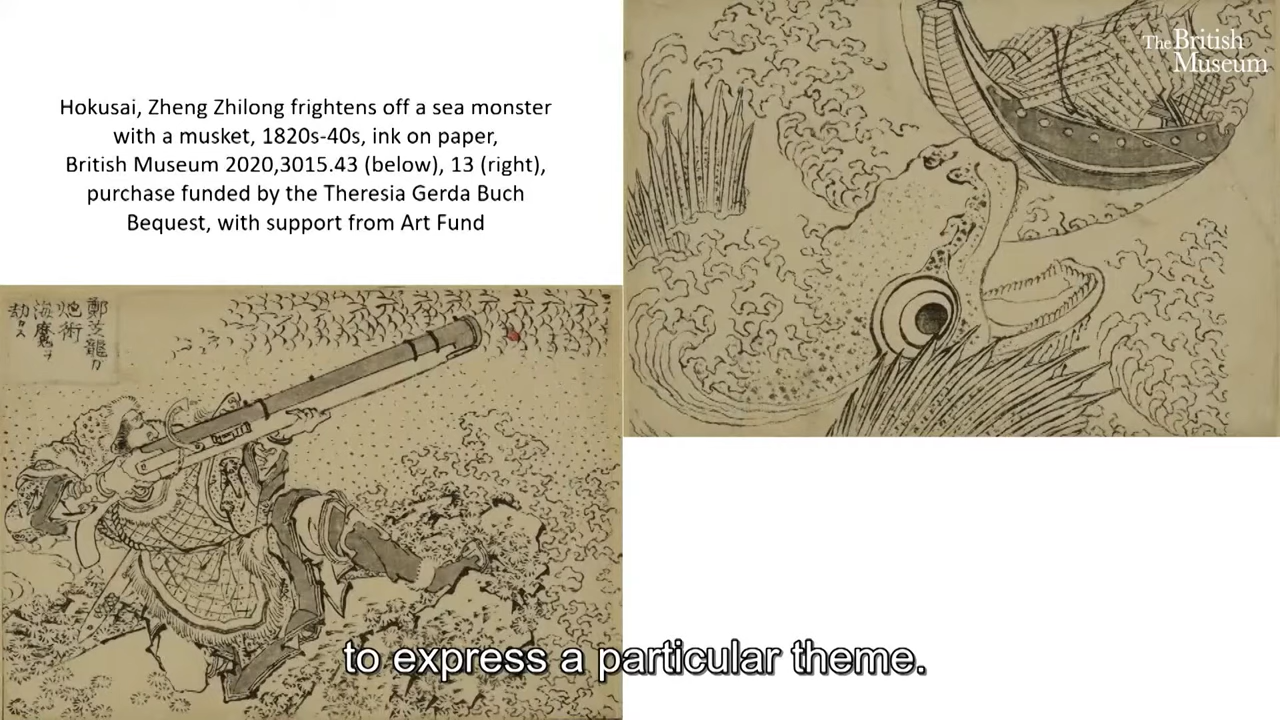 Hokusai, Zheng Zhilong frightens off a sea monster
with a musket, 1820s-40s, ink on paper,
British Museum 2020,3015.43 (below), 13 (right),
purchase funded by the Theresia Gerda Buch
Bequest, with support from Art Fund
The British
Museum
鄭芝龍カ
炮術
海魔ヲ
劫カス
to express a particular theme.